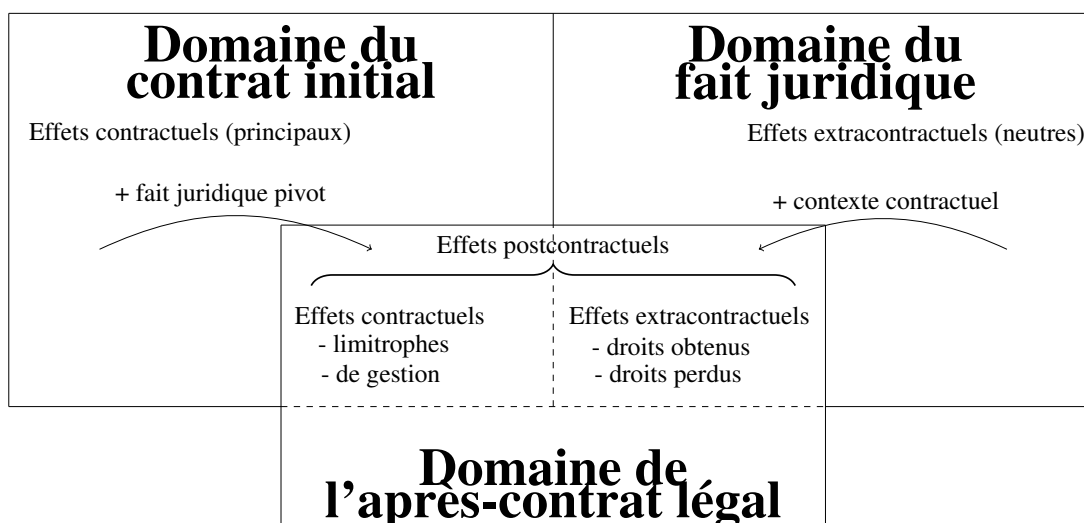 Domaine du
contrat initial
Domaine du
fait juridique
Effets contractuels (principaux)
Effets extracontractuels (neutres)
+ fait juridique pivot
+ contexte contractuel
Effets postcontractuels
Effets contractuels
- limitrophes
- de gestion
Effets extracontractuels
- droits obtenus
- droits perdus
Domaine de
l'après-contrat légal